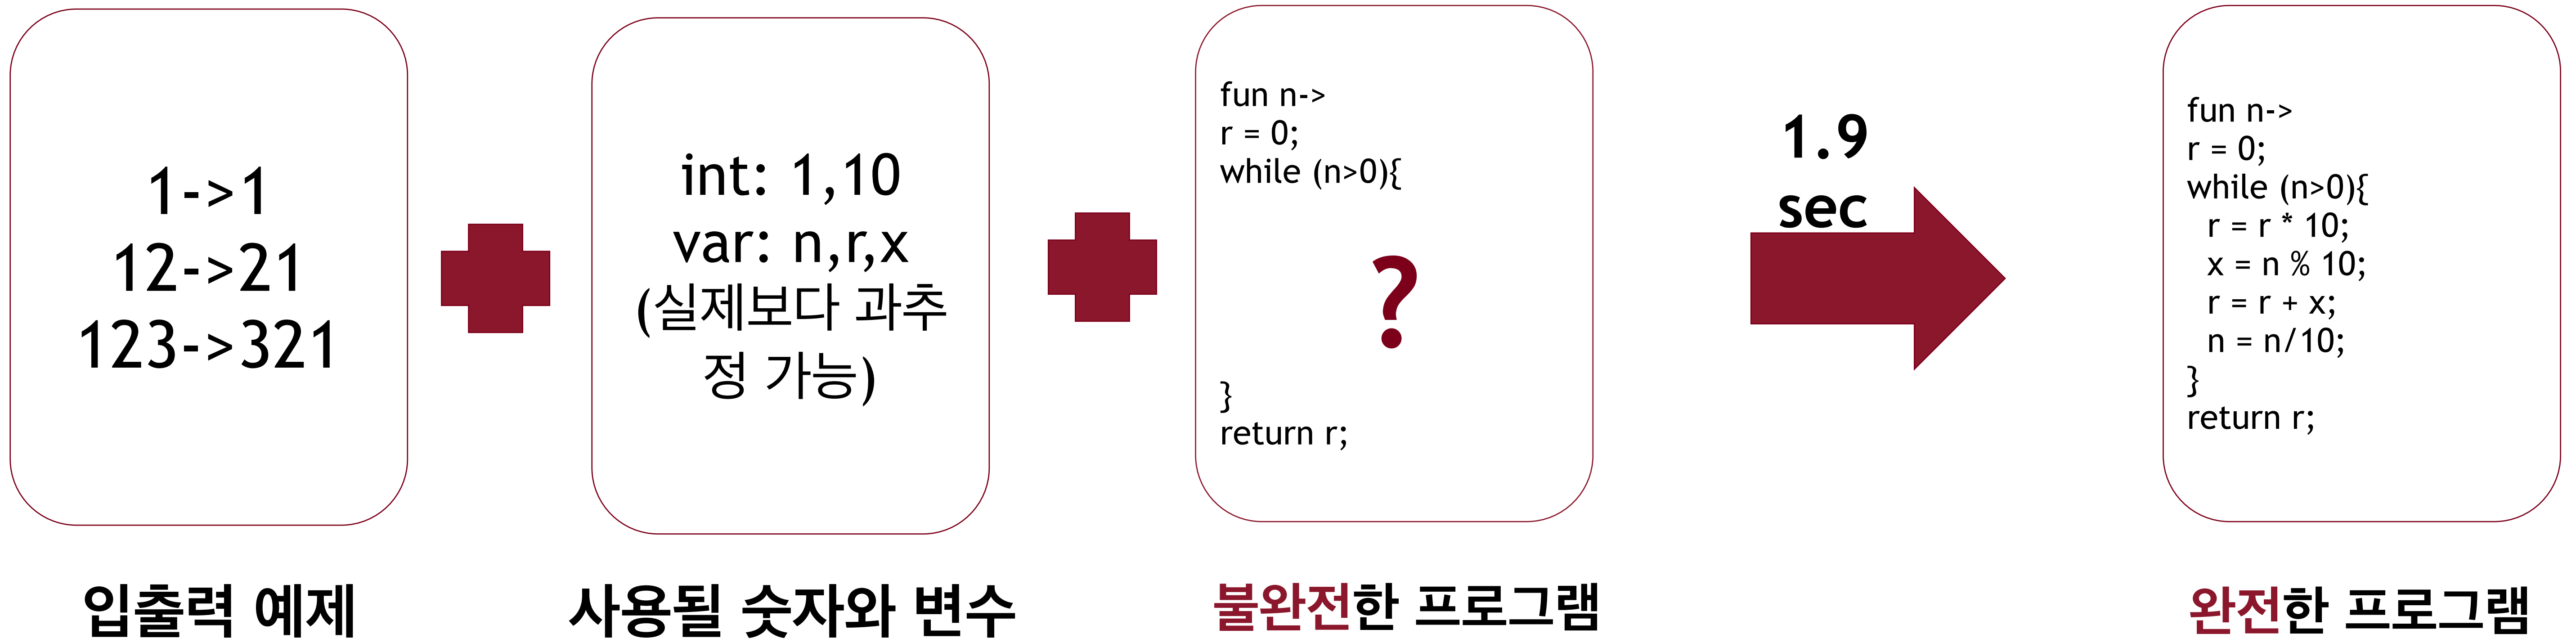 1->1
12->21
123->321
입출력 예제
int: 1,10
var: n,r,x
(실제보다 과추
정 가능)
사용될 숫자와 변수
fun n->
r = 0;
while (n>0){
?
}
return r;
불완전한 프로그램
1.9
sec
fun n->
r = 0;
while (n>0){
r = r * 10;
x = n % 10;
r = r + x;
n = n/10;
}
return r;
완전한 프로그램